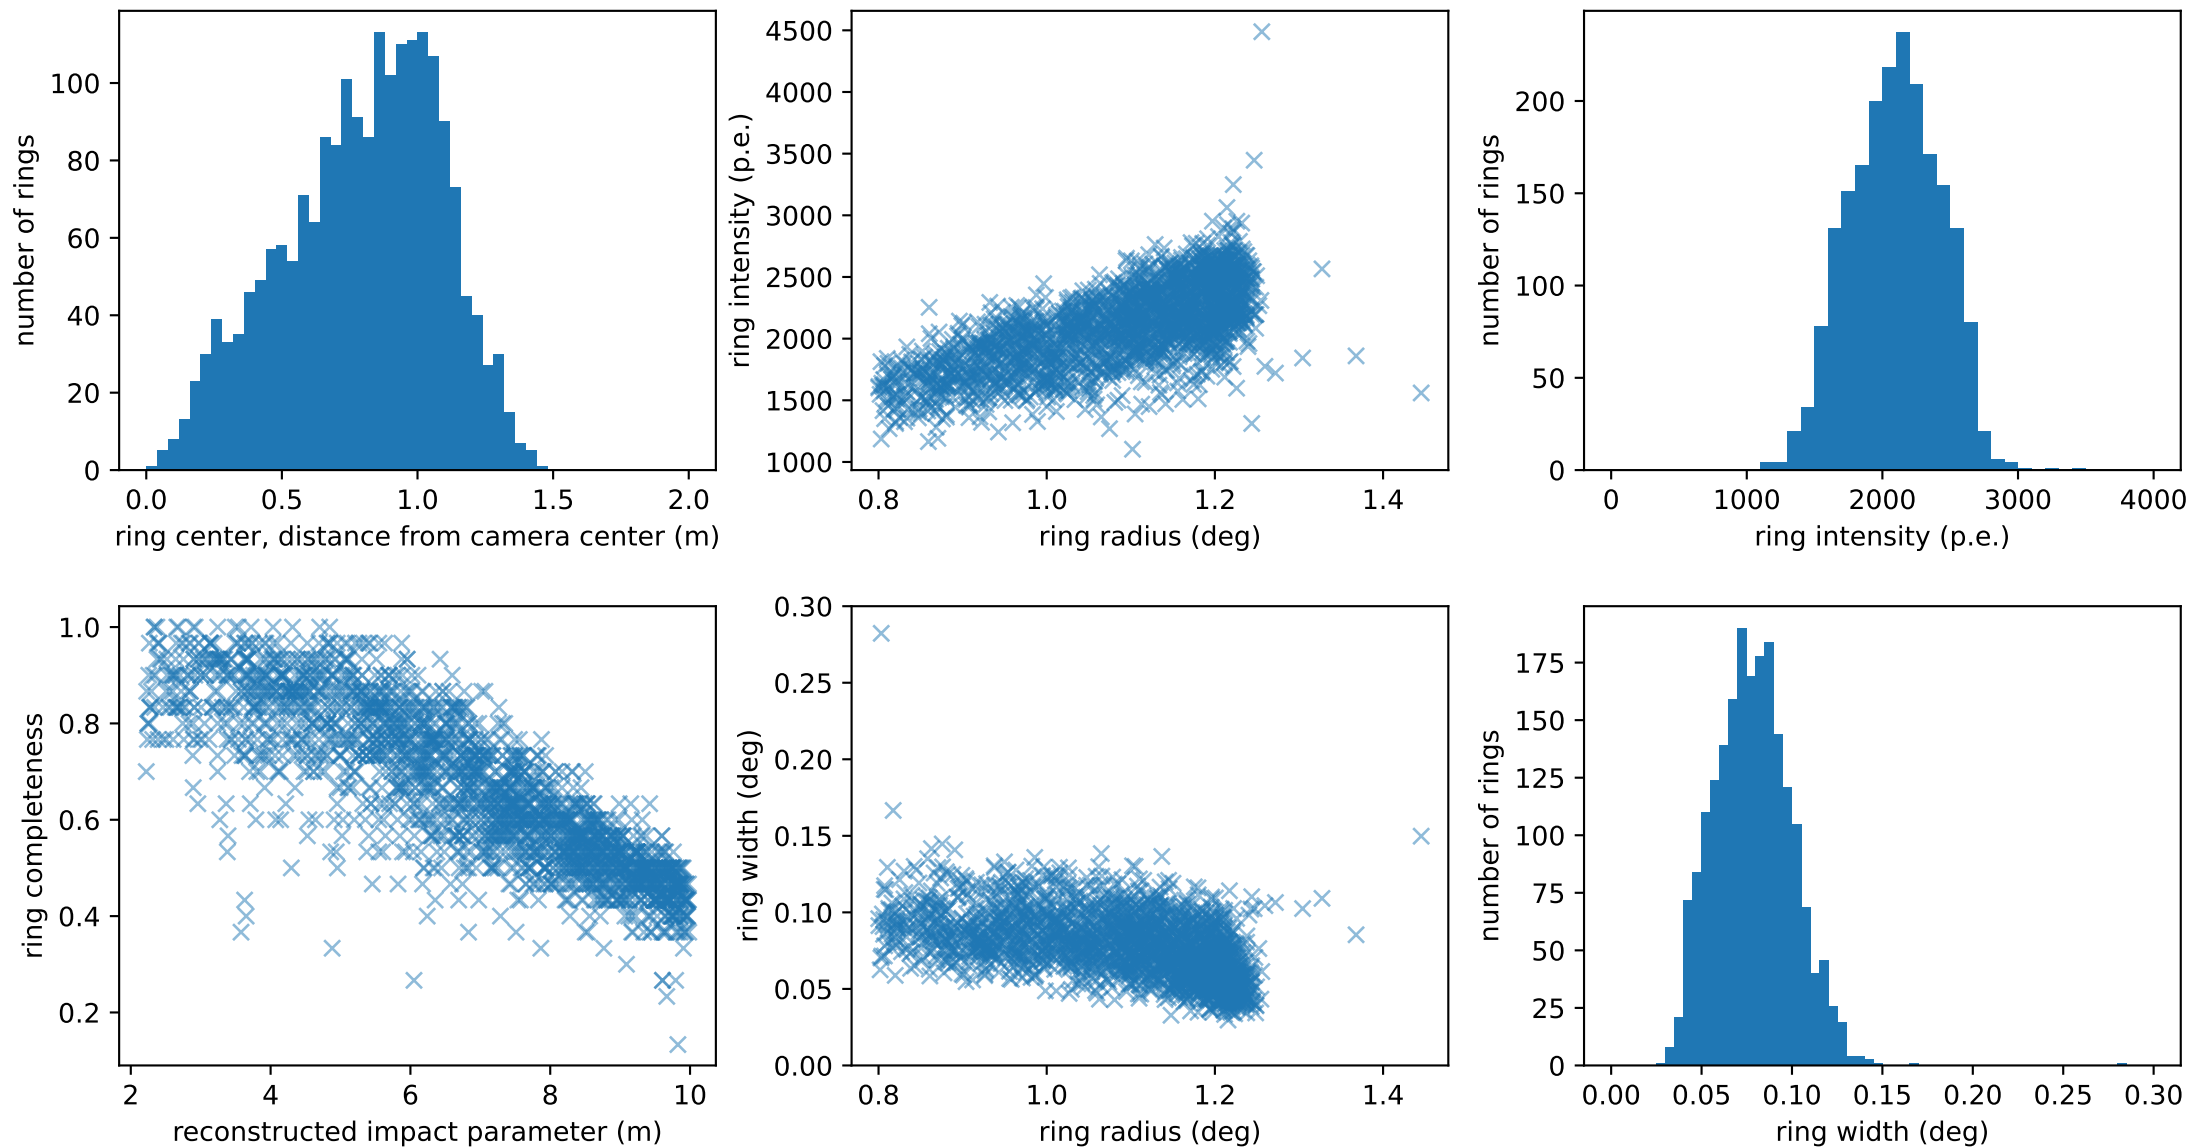 number of rings
100
80
60
40
20
0
0.0 0.5 1.0 1.5 2.0
ring center, distance from camera center (m)
ring intensity (p.e.)
4500
4000
3500
3000
2500
2000
1500
1000
0.8 1.0 1.2 1.4
ring radius (deg)
number of rings
200
150
100
50
0
0 1000 2000 3000 4000
ring intensity (p.e.)
ring completeness
1.0
0.8
0.6
0.4
0.2
2 4 6 8 10
reconstructed impact parameter (m)
ring width (deg)
0.30
0.25
0.20
0.15
0.10
0.05
0.00
0.8 1.0 1.2 1.4
ring radius (deg)
number of rings
175
150
125
100
75
50
25
0
0.00 0.05 0.10 0.15 0.20 0.25 0.30
ring width (deg)